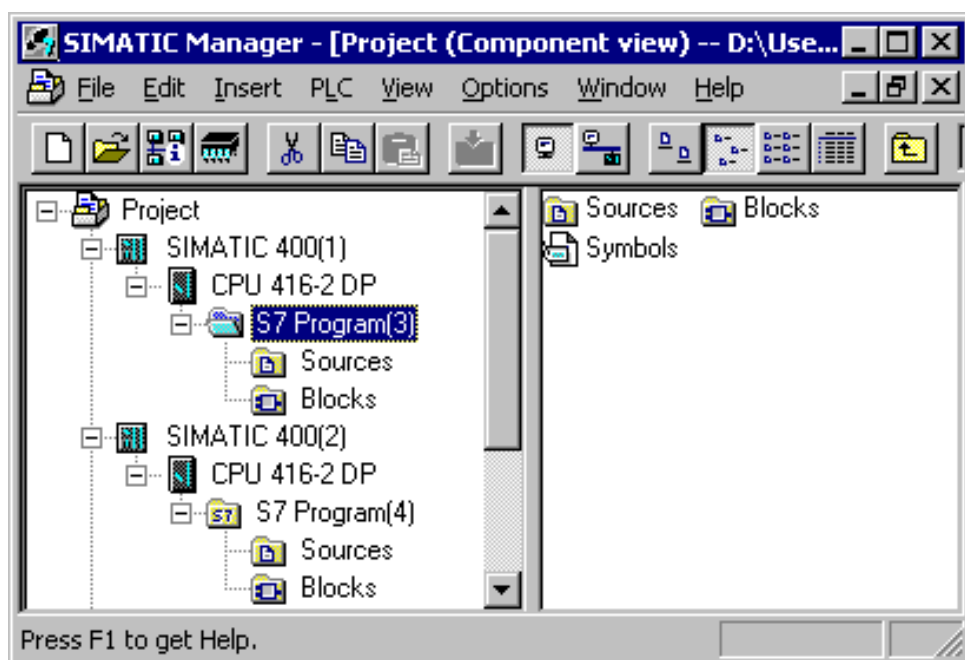 SIMATIC Manager - [Project (Component view) -- D:\Use...
File Edit Insert PLC View Options Window Help
Project
SIMATIC 400(1)
CPU 416-2 DP
S7 Program(3)
Sources
Blocks
SIMATIC 400(2)
CPU 416-2 DP
S7 S7 Program(4)
Sources
Blocks
Sources Blocks
Symbols
Press F1 to get Help.